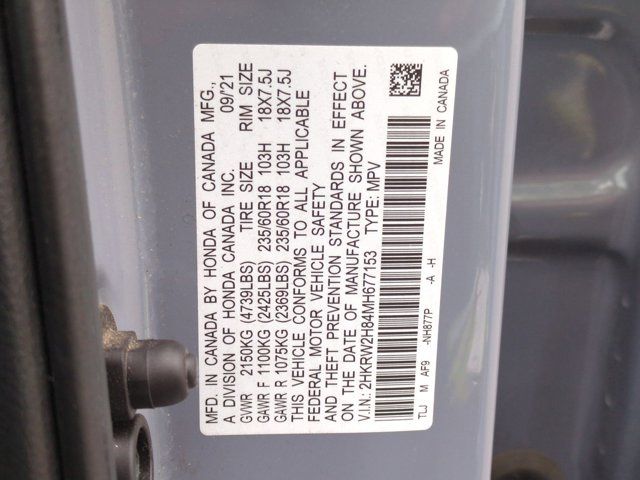 MFD. IN CANADA BY HONDA OF CANADA MFG.,
A DIVISION OF HONDA CANADA INC. 09/21
GVWR 2150KG (4739LBS) TIRE SIZE RIM SIZE
GAWR F 1100KG (2425LBS) 235/60R18 103H 18X7.5J
GAWR R 1075KG (2369LBS) 235/60R18 103H 18X7.5J
THIS VEHICLE CONFORMS TO ALL APPLICABLE
FEDERAL MOTOR VEHICLE SAFETY
AND THEFT PREVENTION STANDARDS IN EFFECT
ON THE DATE OF MANUFACTURE SHOWN ABOVE.
V.I.N.: 2HKRW2H84MH677153 TYPE: MPV
TLJ M AF9 -NH877P -A -H MADE IN CANADA